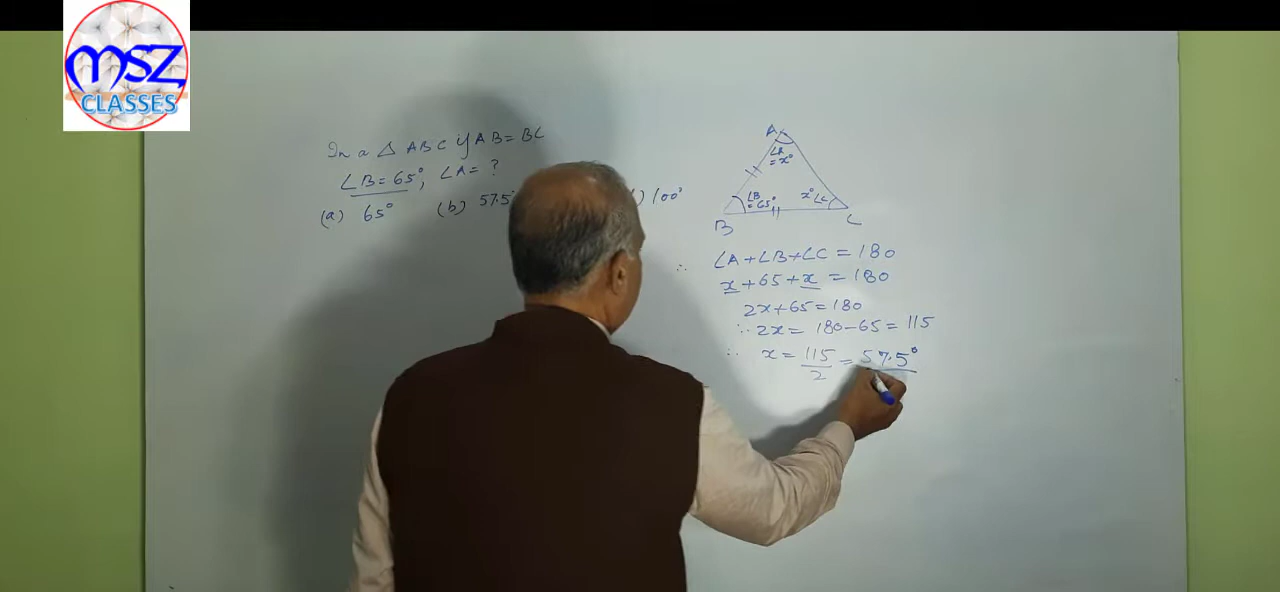 MSZ
CLASSES
In a △ ABC if AB = BC
∠B = 65°, ∠A = ?
(a) 65° (b) 57.5° ) 100°
A
∠A
= x°
∠B
= 65°
x° ∠C
B
C
∴ ∠A + ∠B + ∠C = 180
x + 65 + x = 180
2x + 65 = 180
∵ 2x = 180 − 65 = 115
∴ x = 115/2 = 57.5°